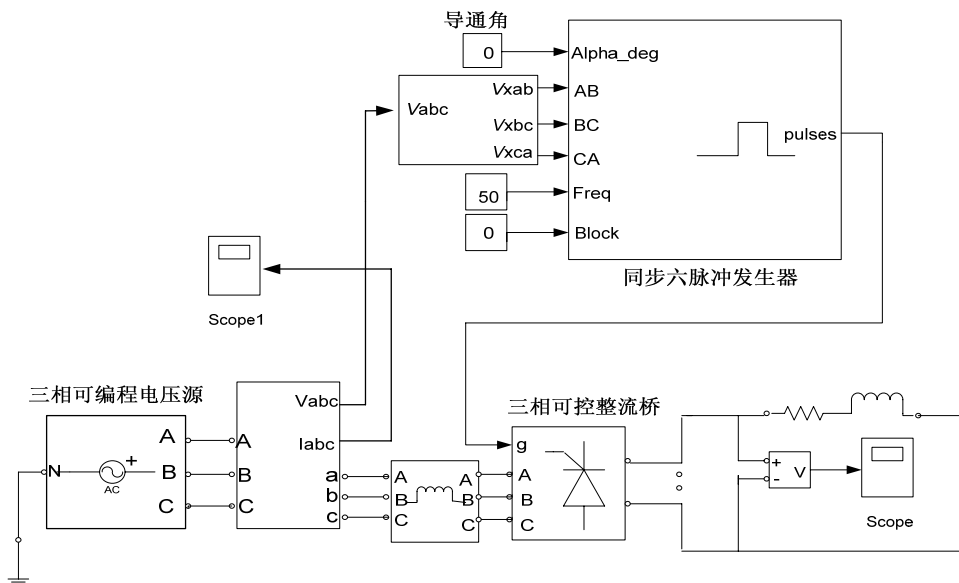 导通角
0
Alpha_deg
Vabc
Vxab
Vxbc
Vxca
AB
BC
CA
pulses
50
Freq
0
Block
同步六脉冲发生器
Scope1
三相可编程电压源
N
+
AC
A
B
C
A
B
C
Vabc
Iabc
a
b
c
A
B
C
A
B
C
三相可控整流桥
g
A
B
C
+
-
V
Scope